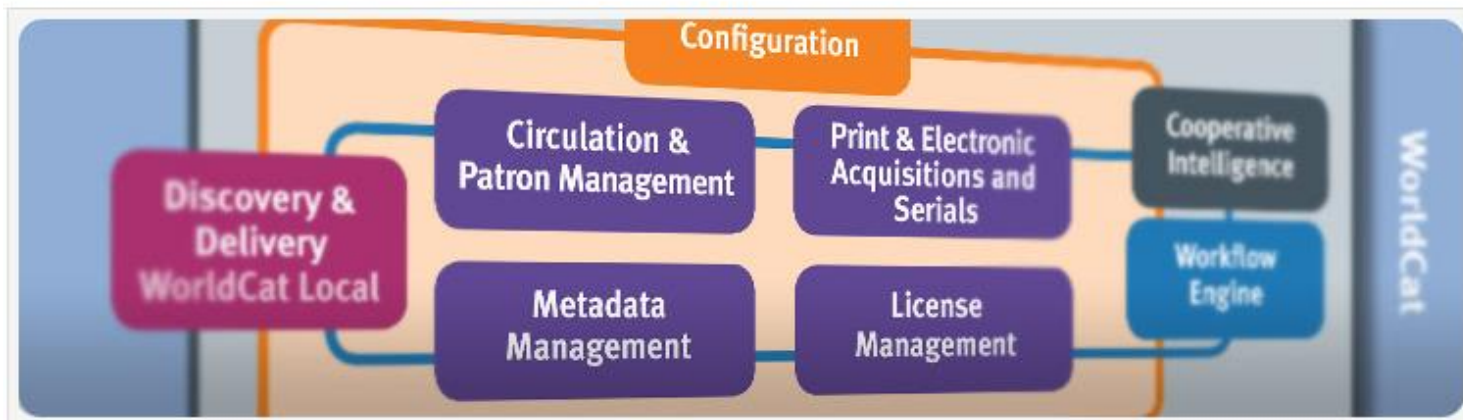 Configuration
Circulation &
Patron Management
Print & Electronic
Acquisitions and
Serials
Cooperative
Intelligence
Discovery &
Delivery
WorldCat Local
Metadata
Management
License
Management
Workflow
Engine
WorldCat